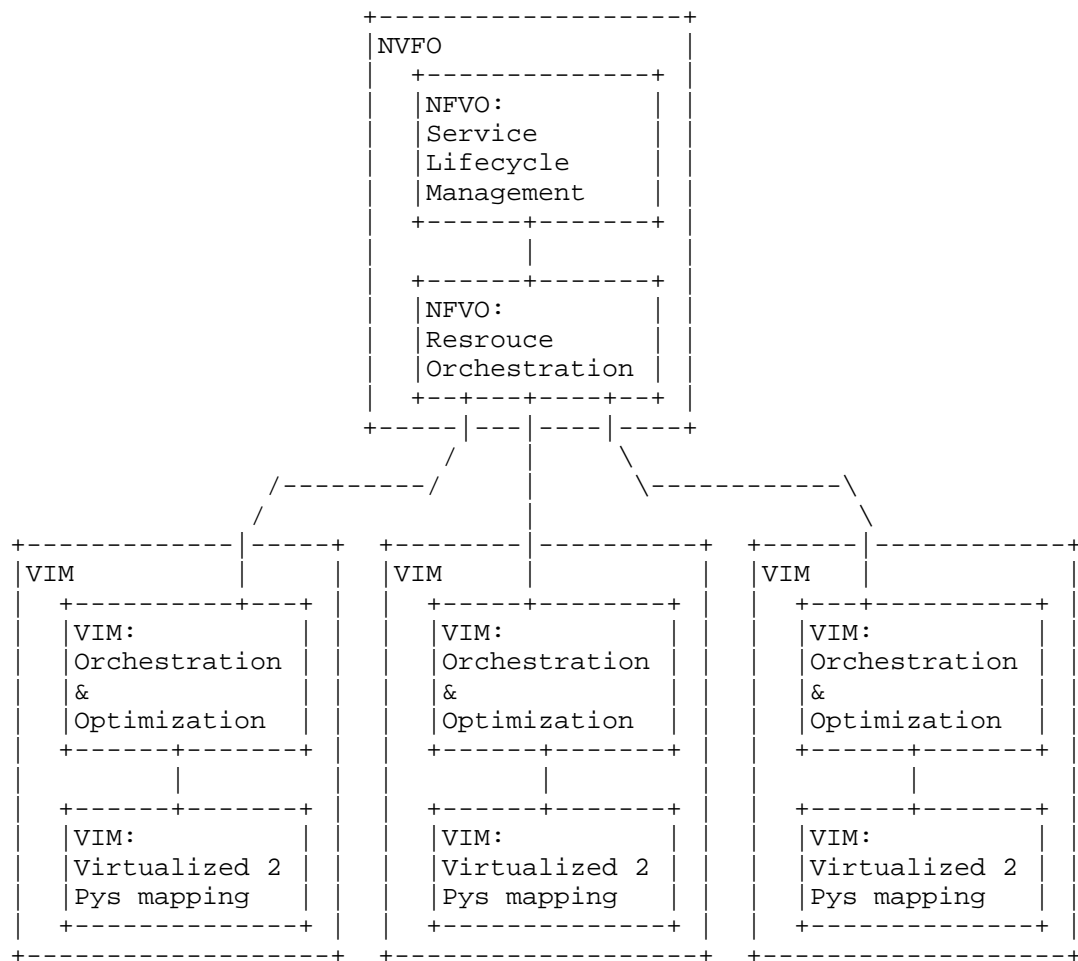 NVFO
NFVO:
Service
Lifecycle
Management
NFVO:
Resrouce
Orchestration
VIM VIM VIM
VIM: VIM: VIM:
Orchestration Orchestration Orchestration
& & &
Optimization Optimization Optimization
VIM: VIM: VIM:
Virtualized 2 Virtualized 2 Virtualized 2
Pys mapping Pys mapping Pys mapping